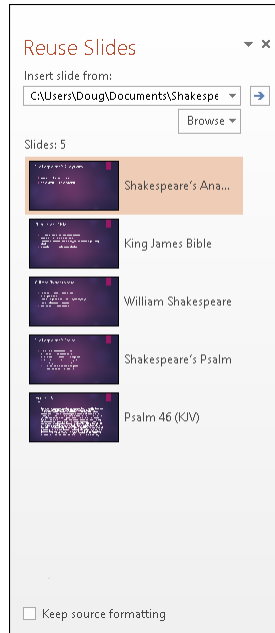 Reuse Slides
Insert slide from:
C:\Users\Doug\Documents\Shakespe
Browse
Slides: 5
Shakespeare's Ana...
King James Bible
William Shakespeare
Shakespeare's Psalm
Psalm 46 (KJV)
Keep source formatting